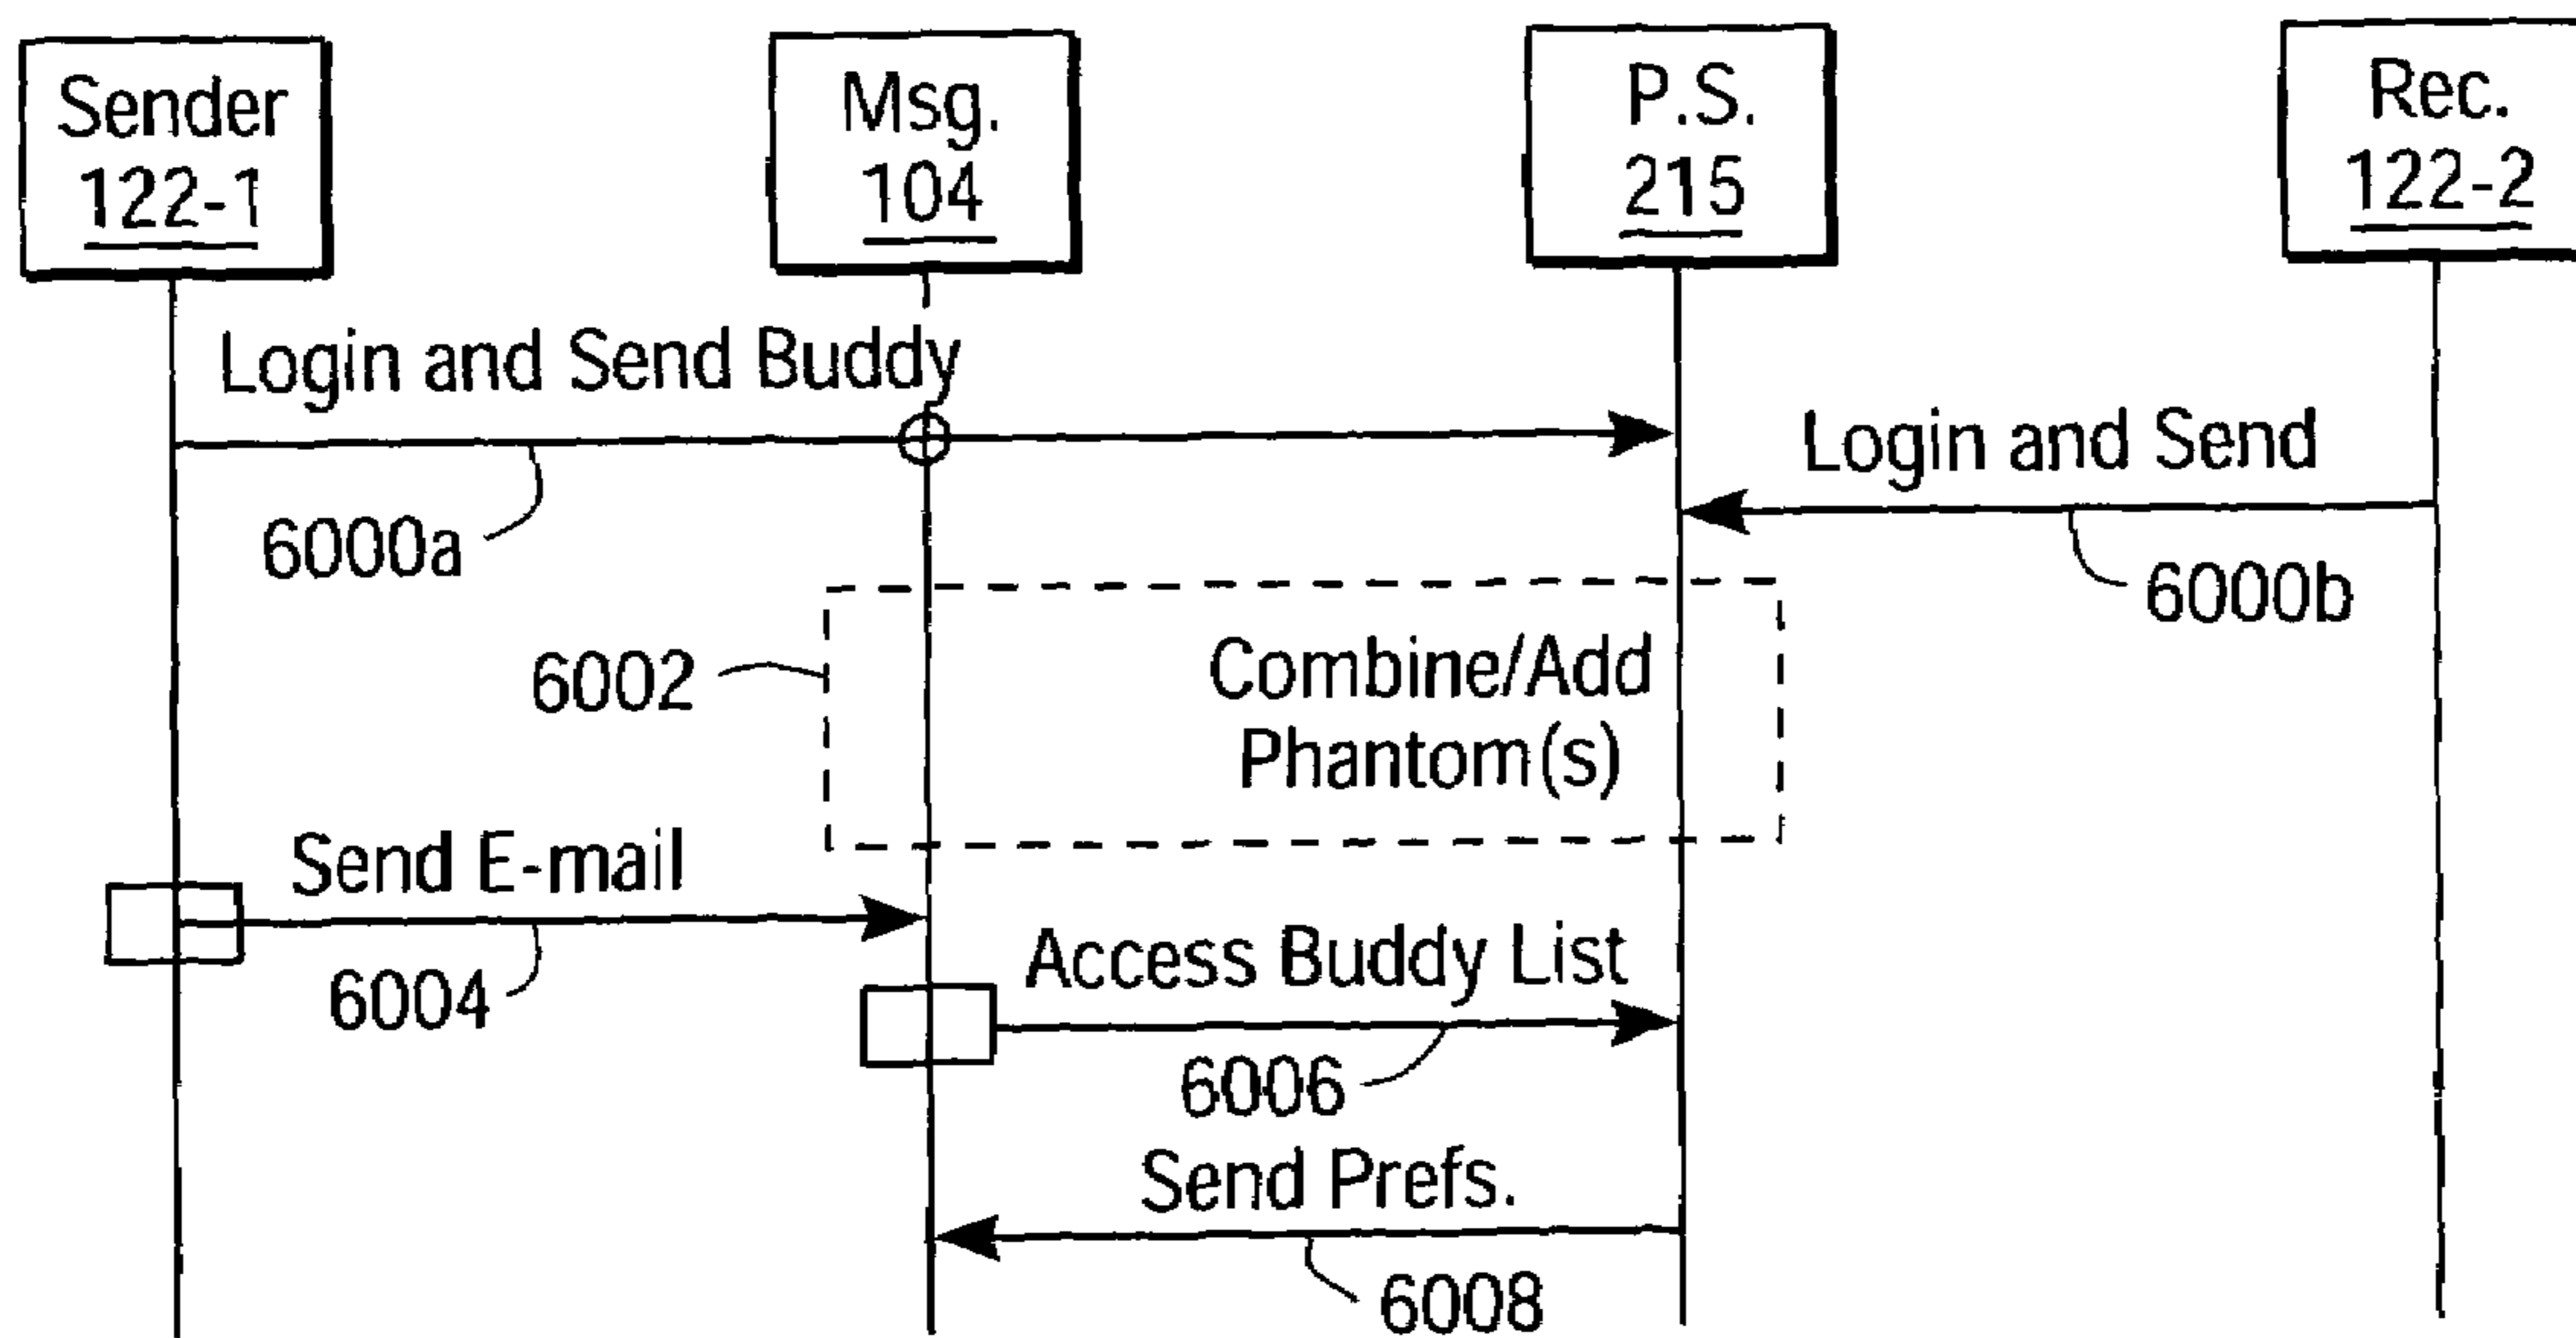 Sender
122-1
Msg.
104
P.S.
215
Rec.
122-2
Login and Send Buddy
6000a
Login and Send
6000b
6002
Combine/Add
Phantom(s)
Send E-mail
6004
Access Buddy List
6006
Send Prefs.
6008